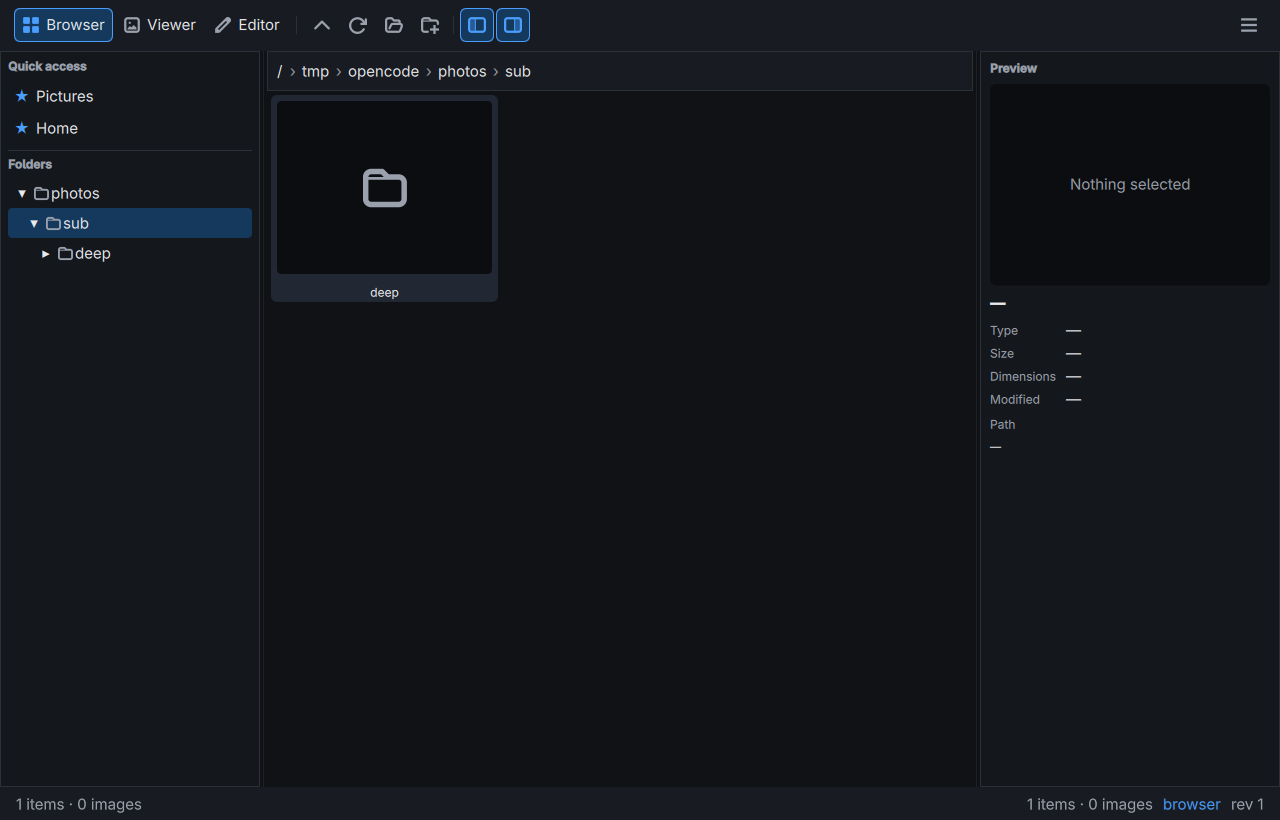 Browser Viewer Editor
Quick access
Pictures
Home
Folders
photos
sub
deep
/ › tmp › opencode › photos › sub
deep
Preview
Nothing selected
—
Type —
Size —
Dimensions —
Modified —
Path
—
1 items · 0 images
1 items · 0 images browser rev 1